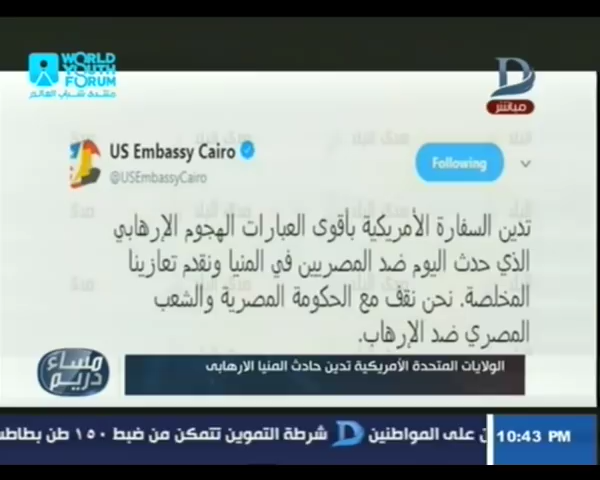 WORLD
YOUTH
FORUM
منتدى شباب العالم
مباشر
US Embassy Cairo
@USEmbassyCairo
Following
تدين السفارة الأمريكية بأقوى العبارات الهجوم الإرهابي
الذي حدث اليوم ضد المصريين في المنيا ونقدم تعازينا
المخلصة. نحن نقف مع الحكومة المصرية والشعب
المصري ضد الإرهاب.
الولايات المتحدة الأمريكية تدين حادث المنيا الارهابى
مساء
دريم
ن على المواطنين
شرطة التموين تتمكن من ضبط ١٥٠ طن بطاطس
10:43 PM